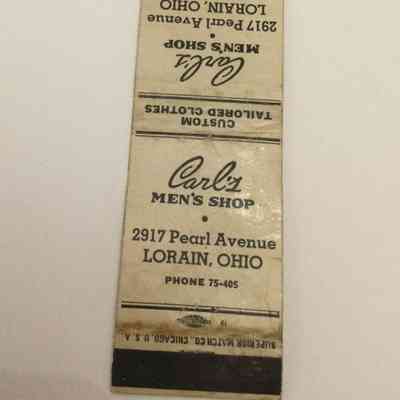 2917 Pearl Avenue
LORAIN, OHIO
•
MEN'S SHOP
Carl's
CUSTOM
TAILORED CLOTHES
Carl's
MEN'S SHOP
•
2917 Pearl Avenue
LORAIN, OHIO
PHONE 75-405
SUPERIOR MATCH CO., CHICAGO, U.S.A.